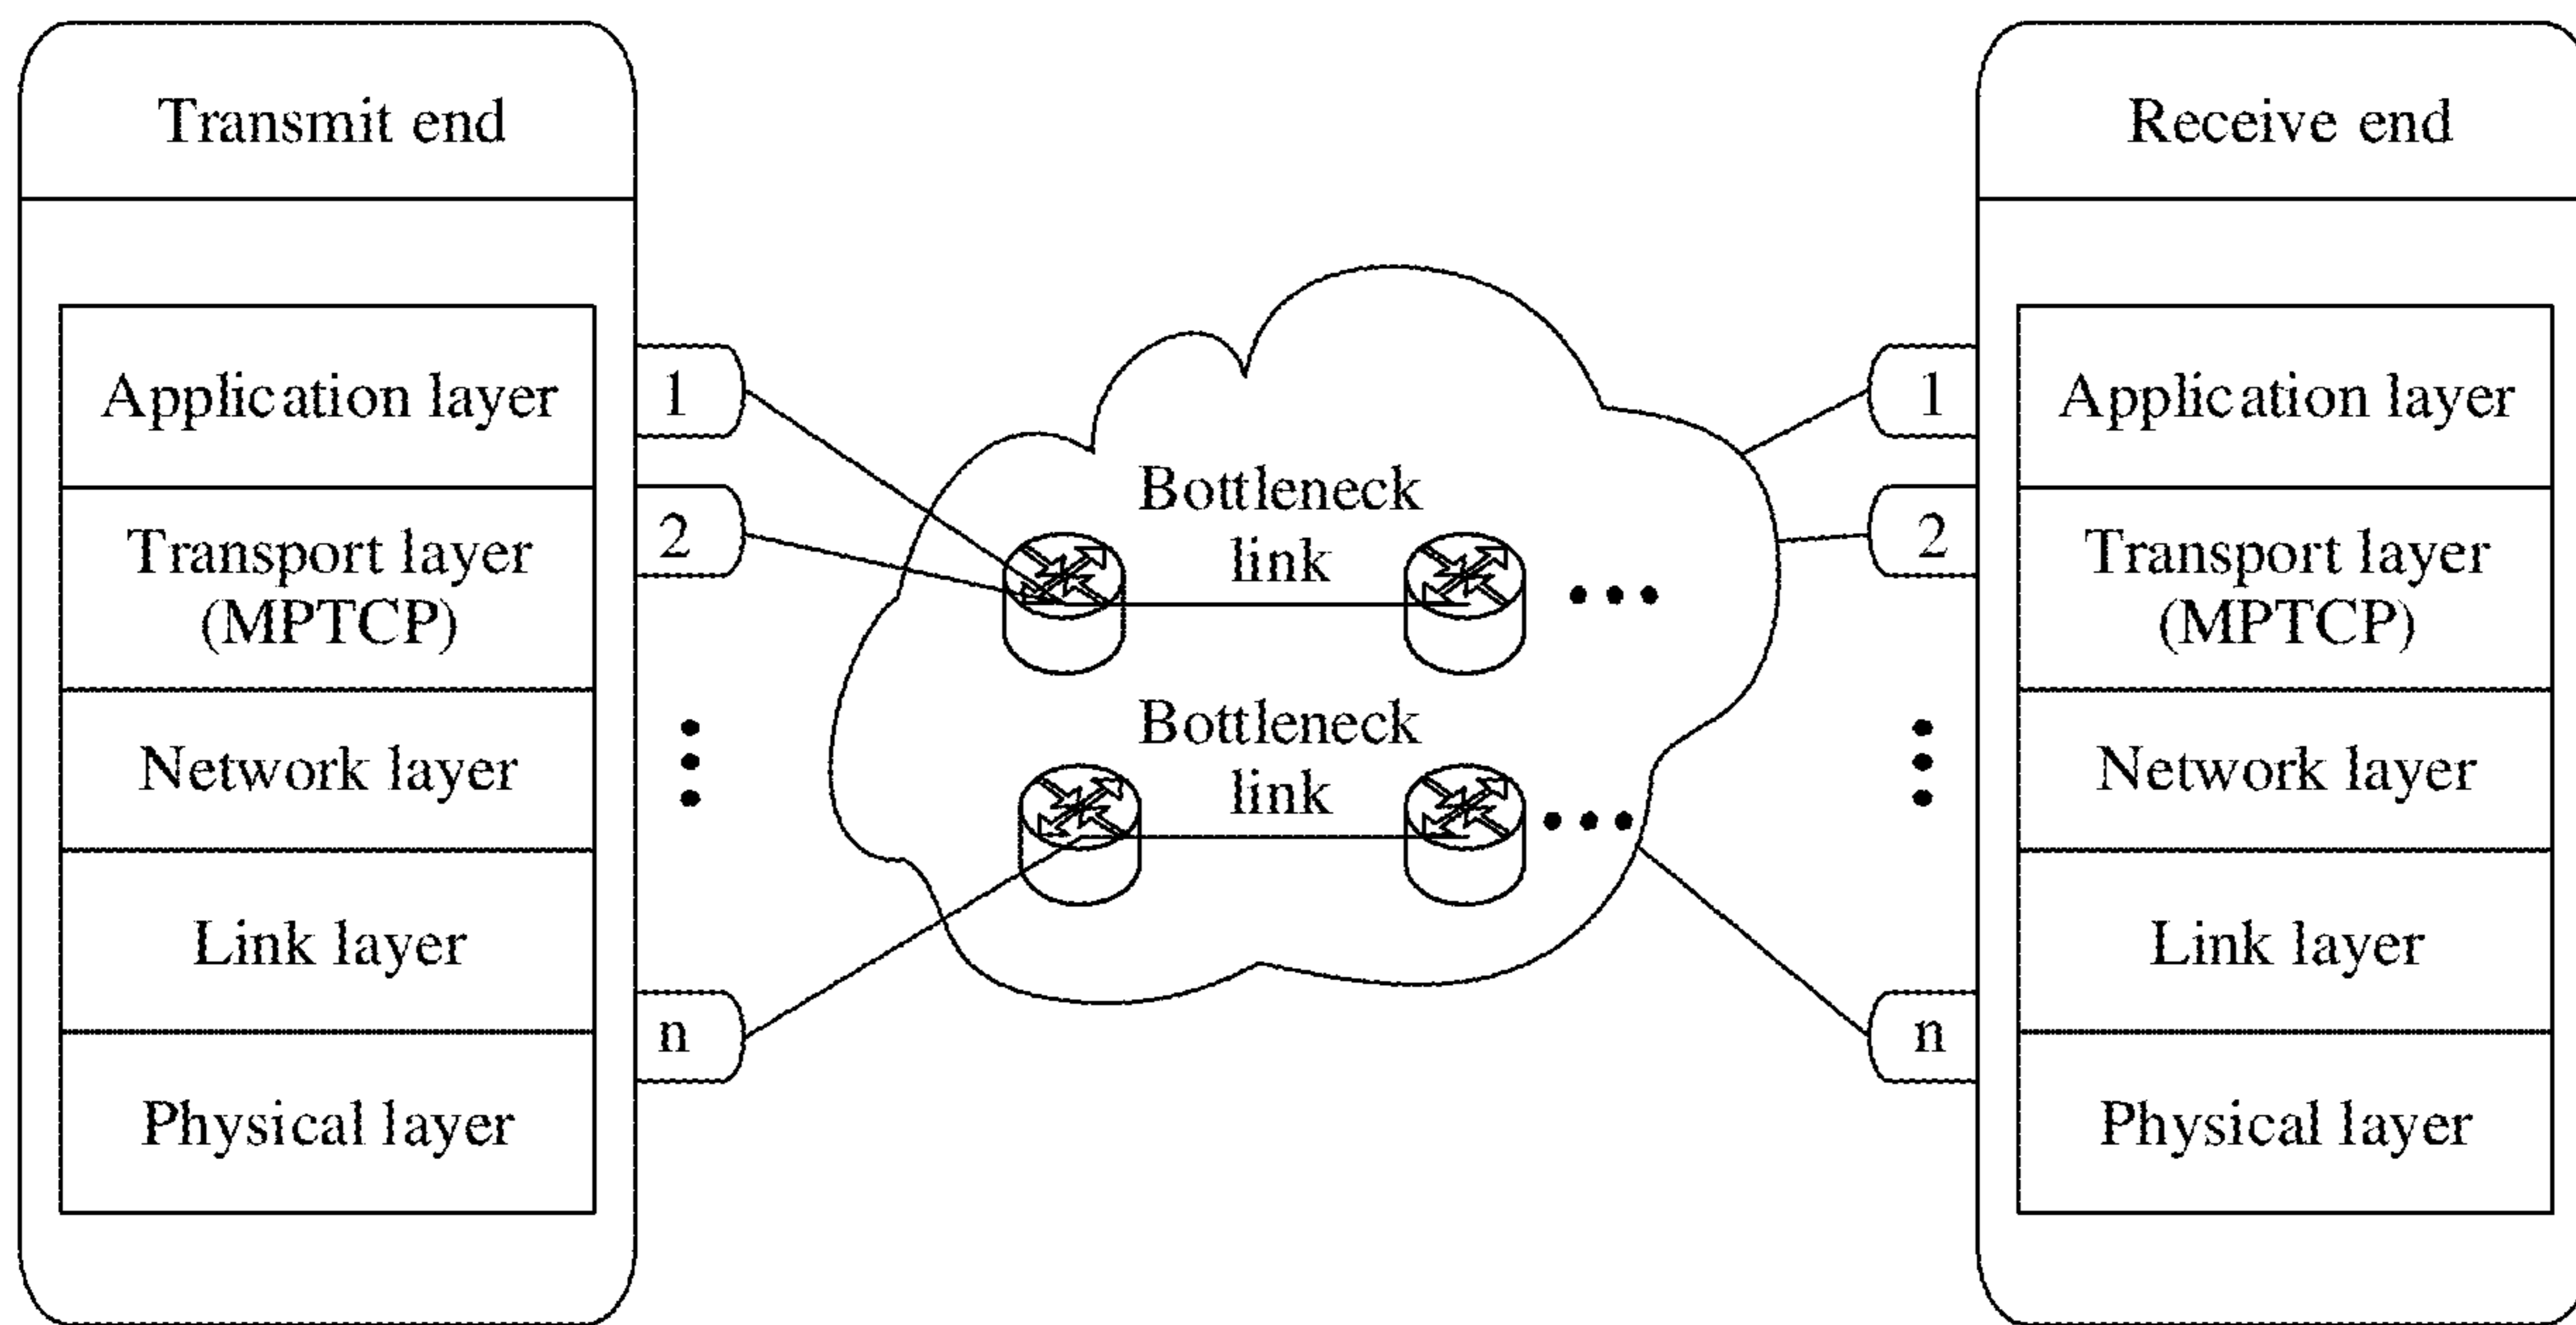 Transmit end
Application layer
Transport layer
(MPTCP)
Network layer
Link layer
Physical layer
1
2
n
Bottleneck
link
Bottleneck
link
1
2
n
Receive end
Application layer
Transport layer
(MPTCP)
Network layer
Link layer
Physical layer